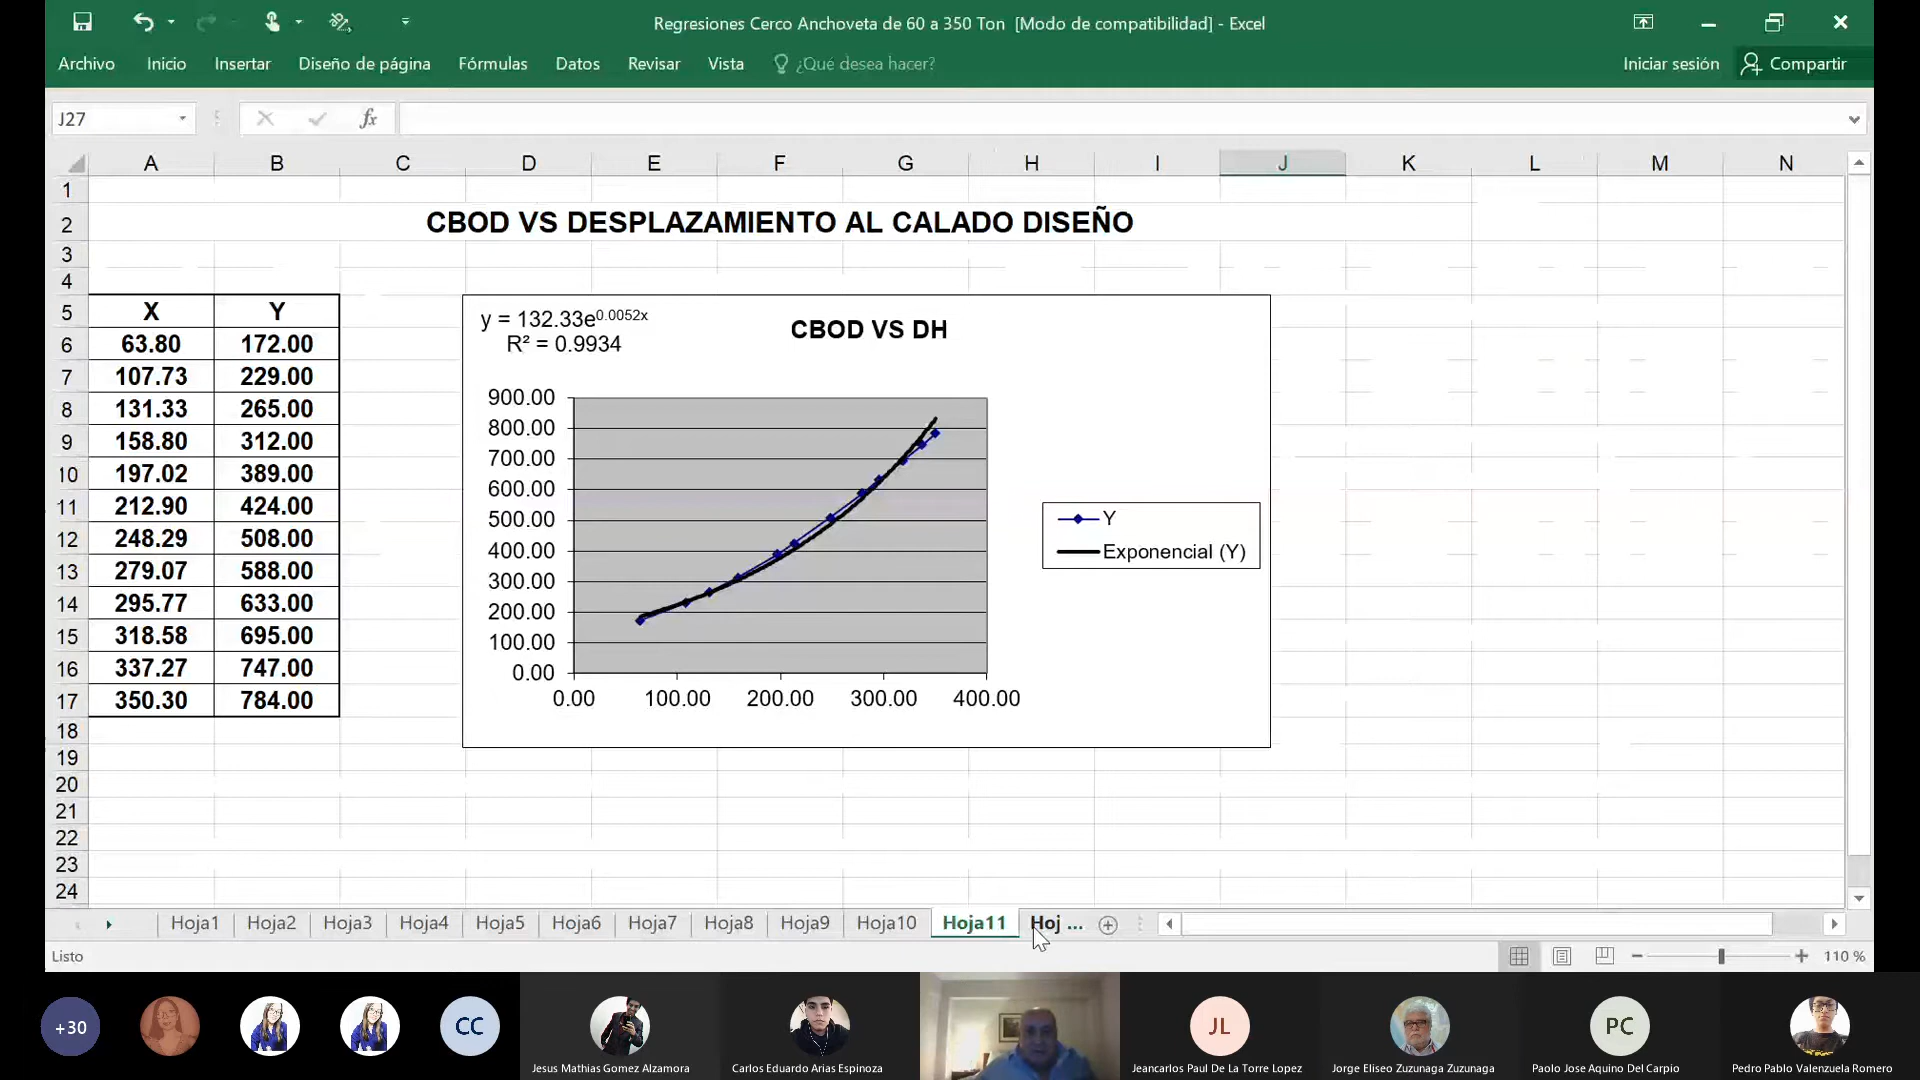 Regresiones Cerco Anchoveta de 60 a 350 Ton [Modo de compatibilidad] - Excel
Archivo Inicio Insertar Diseño de página Fórmulas Datos Revisar Vista ¿Qué desea hacer? Iniciar sesión Compartir
J27 fx
A B C D E F G H I J K L M N
1
2 CBOD VS DESPLAZAMIENTO AL CALADO DISEÑO
3
4
5 X Y
6 63.80 172.00
7 107.73 229.00
8 131.33 265.00
9 158.80 312.00
10 197.02 389.00
11 212.90 424.00
12 248.29 508.00
13 279.07 588.00
14 295.77 633.00
15 318.58 695.00
16 337.27 747.00
17 350.30 784.00
18
19
20
21
22
23
24
y = 132.33e^0.0052x
R² = 0.9934
CBOD VS DH
900.00
800.00
700.00
600.00
500.00
400.00
300.00
200.00
100.00
0.00
0.00 100.00 200.00 300.00 400.00
Y
Exponencial (Y)
Hoja1 Hoja2 Hoja3 Hoja4 Hoja5 Hoja6 Hoja7 Hoja8 Hoja9 Hoja10 Hoja11 Hoj ...
Listo 110 %
+30 CC JL PC
Jesus Mathias Gomez Alzamora Carlos Eduardo Arias Espinoza Jeancarlos Paul De La Torre Lopez Jorge Eliseo Zuzunaga Zuzunaga Paolo Jose Aquino Del Carpio Pedro Pablo Valenzuela Romero